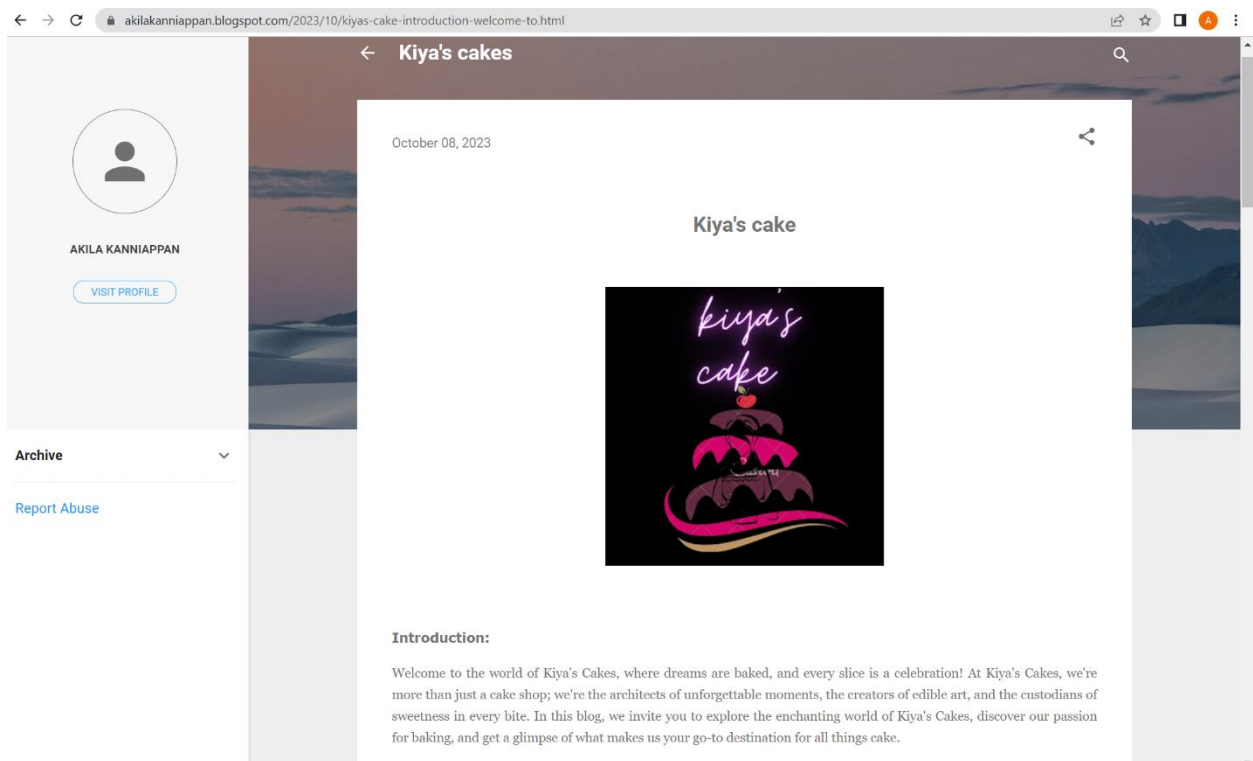 akilakanniappan.blogspot.com/2023/10/kiyas-cake-introduction-welcome-to.html
A
Kiya's cakes
AKILA KANNIAPPAN
VISIT PROFILE
Archive
Report Abuse
October 08, 2023
Kiya's cake
kiya's
cake
Introduction:
Welcome to the world of Kiya's Cakes, where dreams are baked, and every slice is a celebration! At Kiya's Cakes, we're
more than just a cake shop; we're the architects of unforgettable moments, the creators of edible art, and the custodians of
sweetness in every bite. In this blog, we invite you to explore the enchanting world of Kiya's Cakes, discover our passion
for baking, and get a glimpse of what makes us your go-to destination for all things cake.